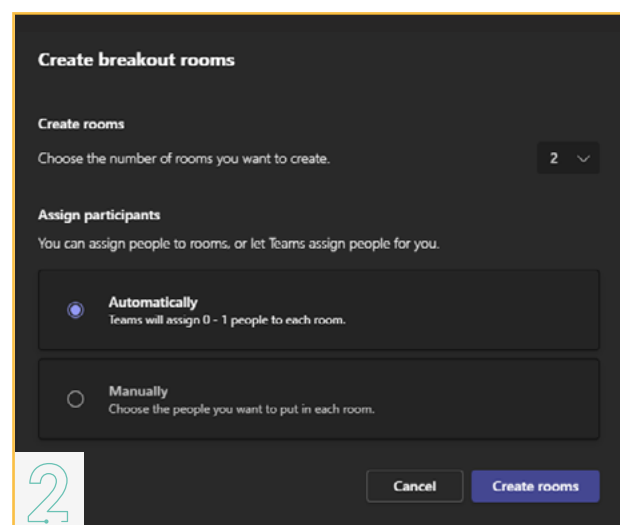 Create breakout rooms
Create rooms
Choose the number of rooms you want to create.
2
Assign participants
You can assign people to rooms, or let Teams assign people for you.
Automatically
Teams will assign 0 - 1 people to each room.
Manually
Choose the people you want to put in each room.
Cancel
Create rooms
2